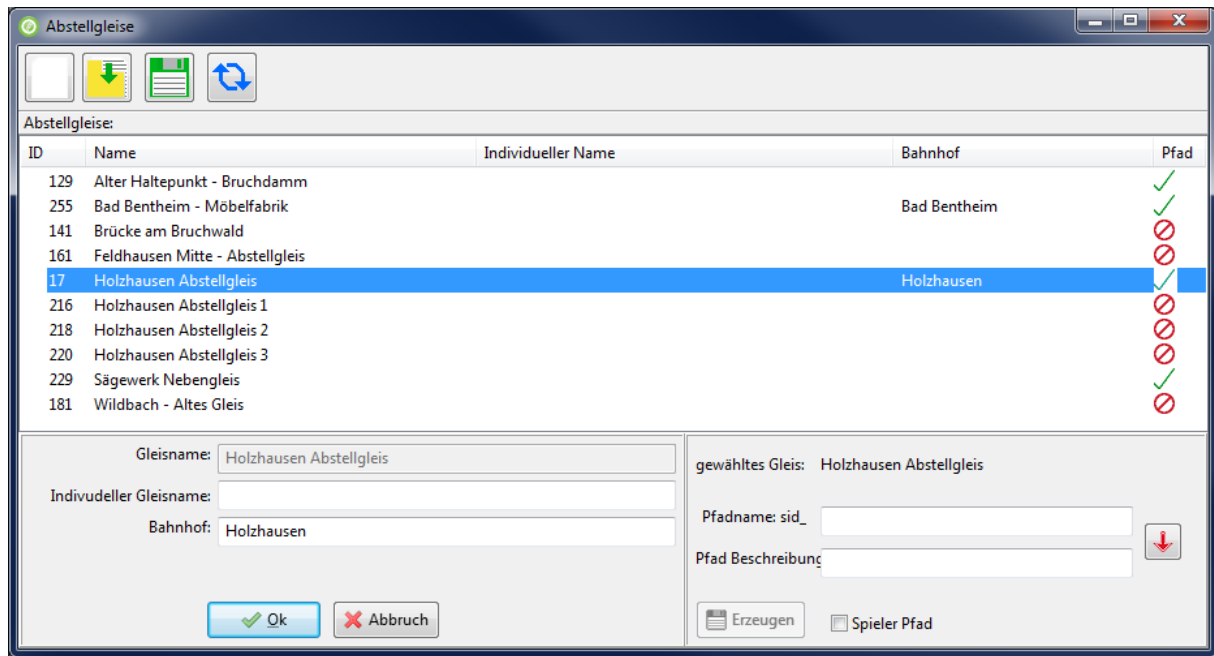 Abstellgleise
Abstellgleise:
ID Name Individueller Name Bahnhof Pfad
129 Alter Haltepunkt - Bruchdamm
255 Bad Bentheim - Möbelfabrik Bad Bentheim
141 Brücke am Bruchwald
161 Feldhausen Mitte - Abstellgleis
17 Holzhausen Abstellgleis Holzhausen
216 Holzhausen Abstellgleis 1
218 Holzhausen Abstellgleis 2
220 Holzhausen Abstellgleis 3
229 Sägewerk Nebengleis
181 Wildbach - Altes Gleis
Gleisname: Holzhausen Abstellgleis
Indivudeller Gleisname:
Bahnhof: Holzhausen
Ok Abbruch
gewähltes Gleis: Holzhausen Abstellgleis
Pfadname: sid_
Pfad Beschreibung
Erzeugen Spieler Pfad